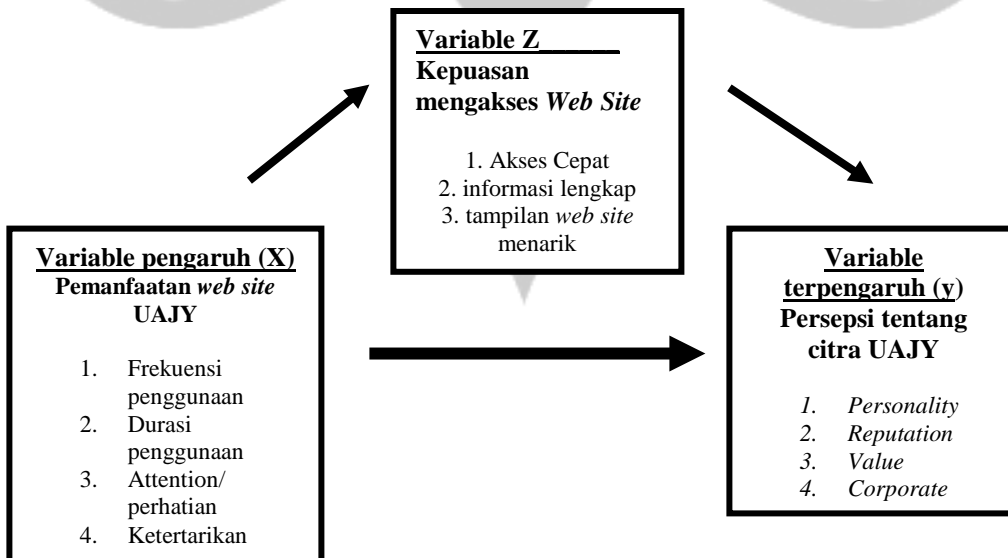 Variable Z______
Kepuasan
mengakses Web Site
1. Akses Cepat
2. informasi lengkap
3. tampilan web site
menarik
Variable pengaruh (X)
Pemanfaatan web site
UAJY
1. Frekuensi
penggunaan
2. Durasi
penggunaan
3. Attention/
perhatian
4. Ketertarikan
Variable
terpengaruh (y)
Persepsi tentang
citra UAJY
1. Personality
2. Reputation
3. Value
4. Corporate